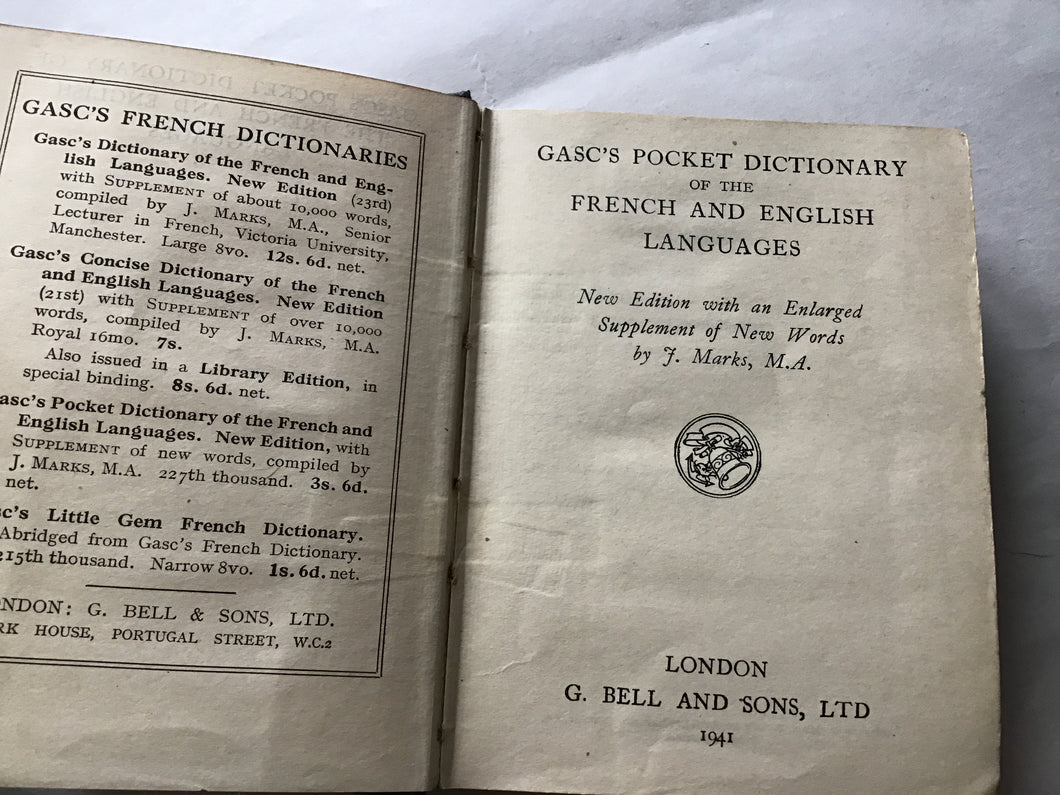 GASC'S FRENCH DICTIONARIES
Gasc's Dictionary of the French and Eng-
lish Languages. New Edition (23rd)
with SUPPLEMENT of about 10,000 words,
compiled by J. MARKS, M.A., Senior
Lecturer in French, Victoria University,
Manchester. Large 8vo. 12s. 6d. net.
Gasc's Concise Dictionary of the French
and English Languages. New Edition
(21st) with SUPPLEMENT of over 10,000
words, compiled by J. MARKS, M.A.
Royal 16mo. 7s.
Also issued in a Library Edition, in
special binding. 8s. 6d. net.
asc's Pocket Dictionary of the French and
English Languages. New Edition, with
SUPPLEMENT of new words, compiled by
J. MARKS, M.A. 227th thousand. 3s. 6d.
net.
sc's Little Gem French Dictionary.
Abridged from Gasc's French Dictionary.
215th thousand. Narrow 8vo. 1s. 6d. net.
NDON: G. BELL & SONS, LTD.
RK HOUSE, PORTUGAL STREET, W.C.2
GASC'S POCKET DICTIONARY
OF THE
FRENCH AND ENGLISH
LANGUAGES
New Edition with an Enlarged
Supplement of New Words
by J. Marks, M.A.
LONDON
G. BELL AND SONS, LTD
1941